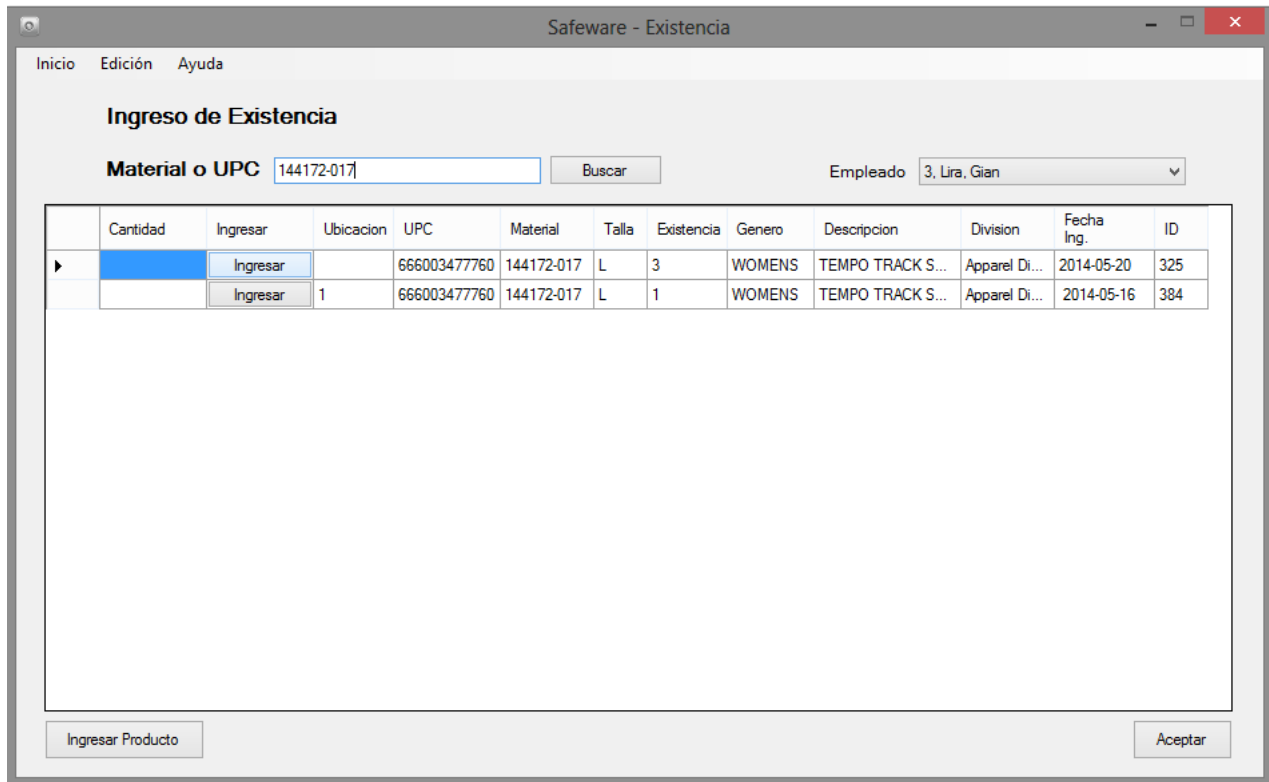 Safeware - Existencia
Inicio Edición Ayuda
Ingreso de Existencia
Material o UPC 144172-017 Buscar Empleado 3, Lira, Gian
Cantidad Ingresar Ubicacion UPC Material Talla Existencia Genero Descripcion Division Fecha Ing. ID
Ingresar 666003477760 144172-017 L 3 WOMENS TEMPO TRACK S... Apparel Di... 2014-05-20 325
Ingresar 1 666003477760 144172-017 L 1 WOMENS TEMPO TRACK S... Apparel Di... 2014-05-16 384
Ingresar Producto Aceptar